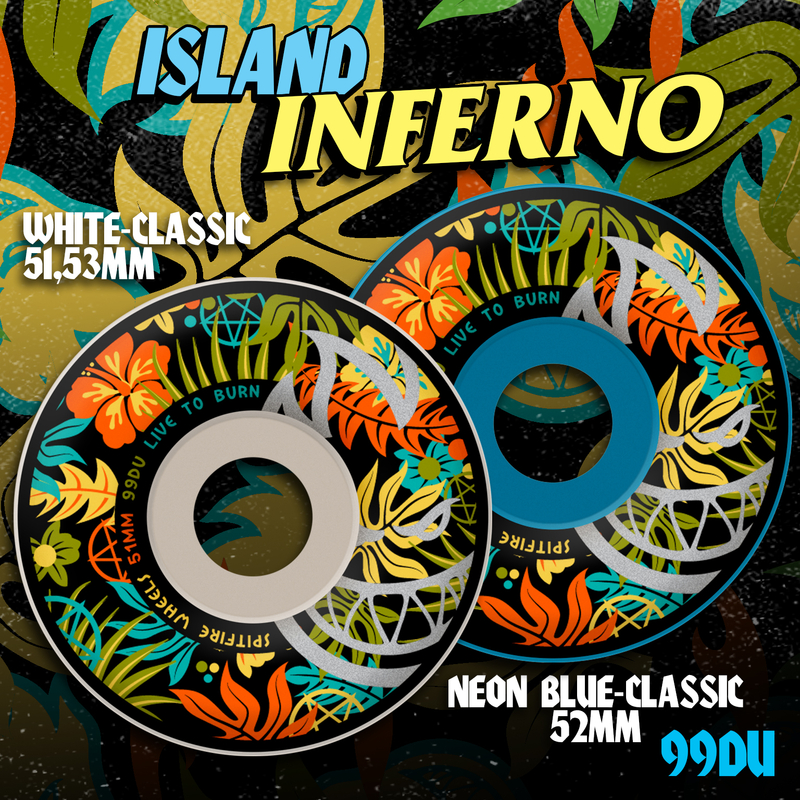 ISLAND
INFERNO
WHITE-CLASSIC
51,53MM
LIVE TO BURN
SPITFIRE
SPITFIRE WHEELS 51MM 99DU LIVE TO BURN
NEON BLUE-CLASSIC
52MM
99DU